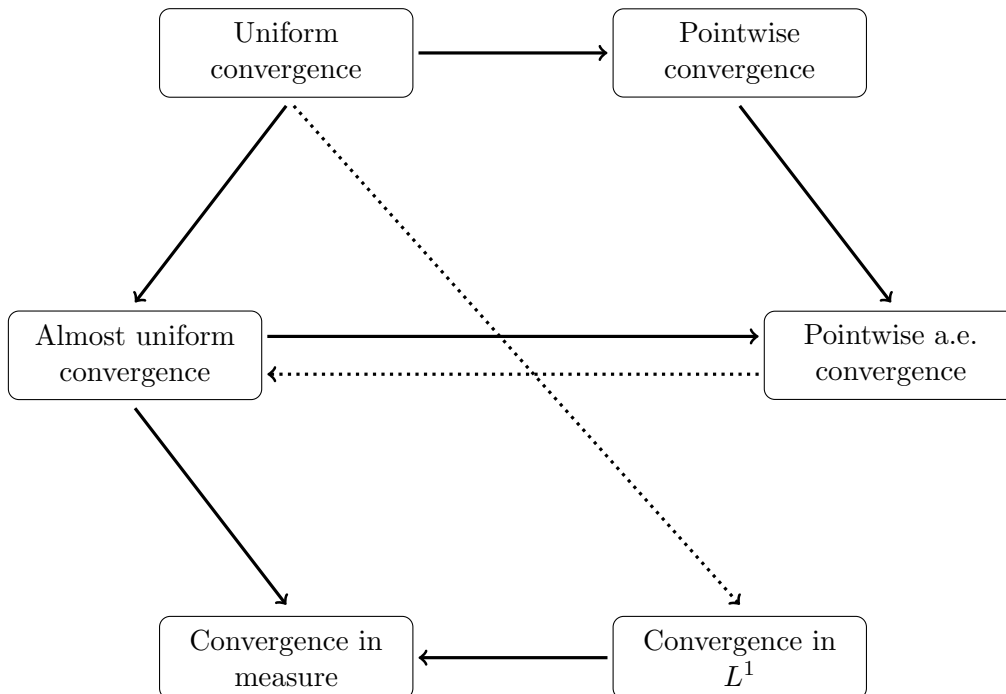 Uniform
convergence
Pointwise
convergence
Almost uniform
convergence
Pointwise a.e.
convergence
Convergence in
measure
Convergence in
L¹